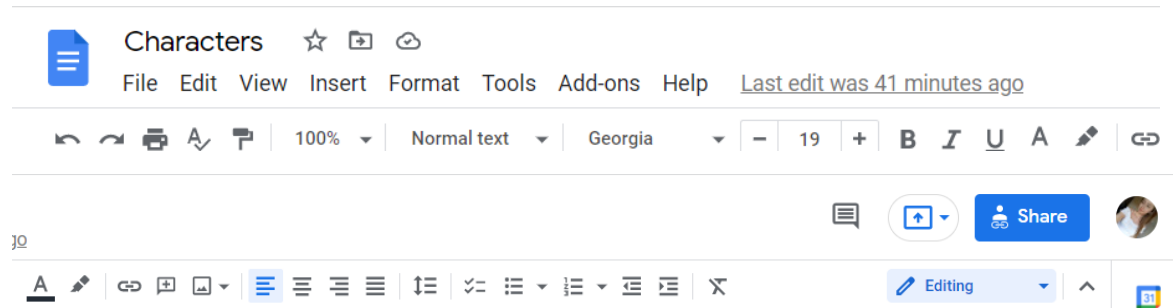 Characters
File Edit View Insert Format Tools Add-ons Help Last edit was 41 minutes ago
100% Normal text Georgia − 19 + B I U A
Share
go
A Editing
31